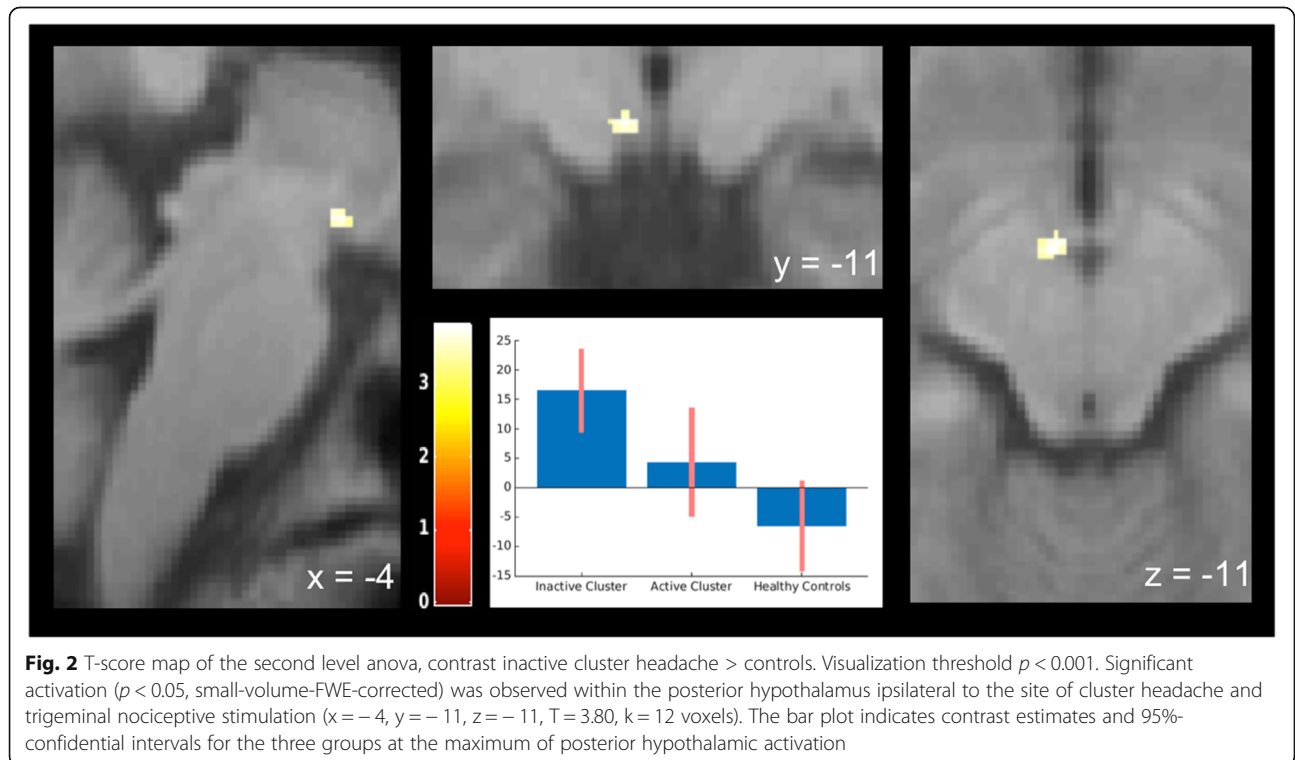 x = -4
y = -11
z = -11
3
2
1
0
25
20
15
10
5
0
-5
-10
-15
Inactive Cluster Active Cluster Healthy Controls
Fig. 2 T-score map of the second level anova, contrast inactive cluster headache > controls. Visualization threshold p < 0.001. Significant
activation (p < 0.05, small-volume-FWE-corrected) was observed within the posterior hypothalamus ipsilateral to the site of cluster headache and
trigeminal nociceptive stimulation (x = − 4, y = − 11, z = − 11, T = 3.80, k = 12 voxels). The bar plot indicates contrast estimates and 95%-
confidential intervals for the three groups at the maximum of posterior hypothalamic activation